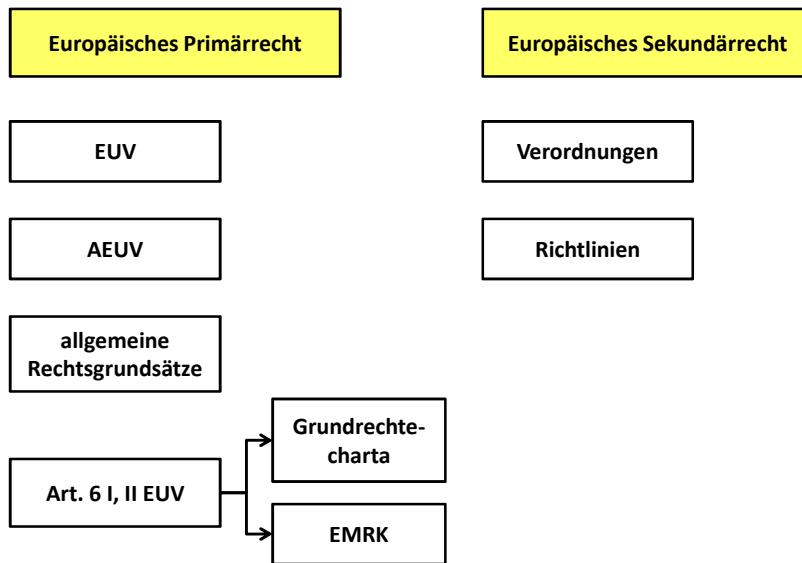 Europäisches Primärrecht
Europäisches Sekundärrecht
EUV
Verordnungen
AEUV
Richtlinien
allgemeine
Rechtsgrundsätze
Grundrechte-
charta
Art. 6 I, II EUV
EMRK